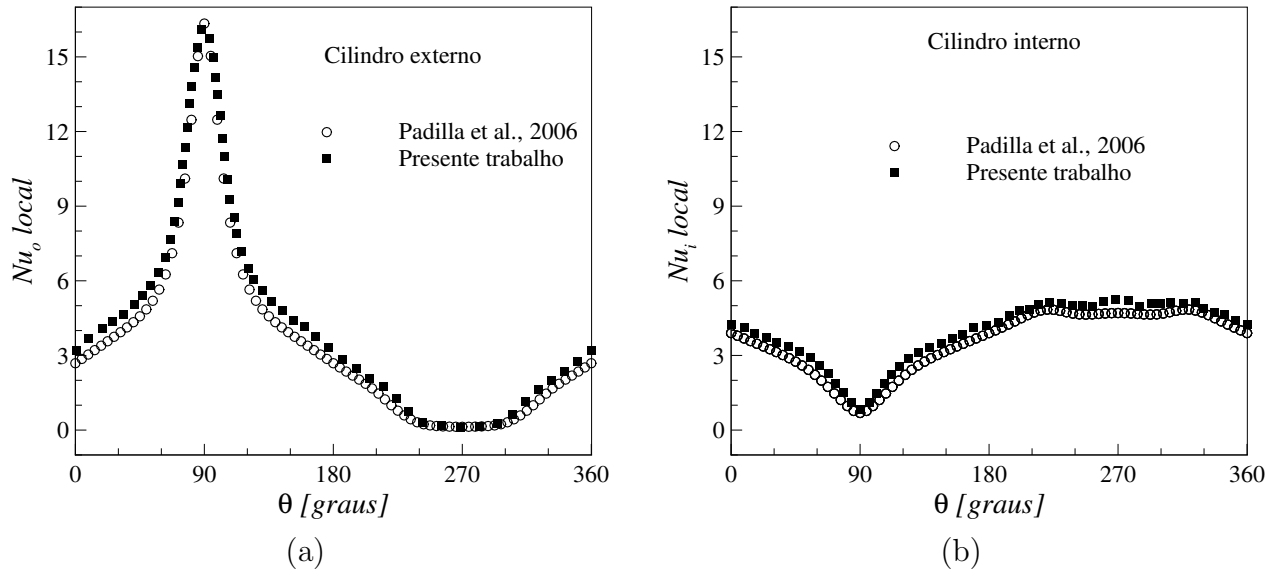 15
12
9
6
3
0
Nu_o local
Cilindro externo
Padilla et al., 2006
Presente trabalho
0 90 180 270 360
θ [graus]
(a)
15
12
9
6
3
0
Nu_i local
Cilindro interno
Padilla et al., 2006
Presente trabalho
0 90 180 270 360
θ [graus]
(b)